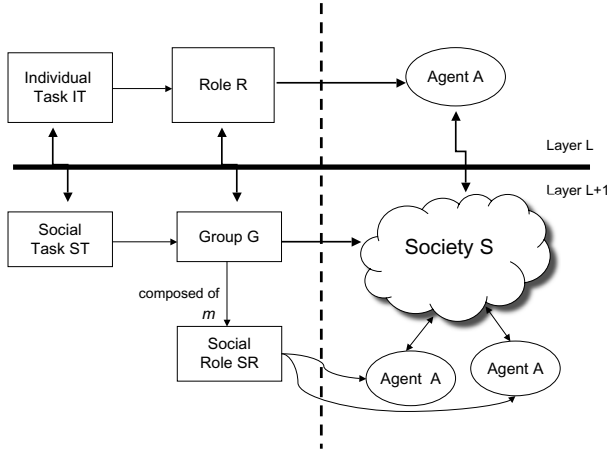 Individual
Task IT
Role R
Agent A
Layer L
Layer L+1
Social
Task ST
Group G
Society S
composed of
m
Social
Role SR
Agent A
Agent A